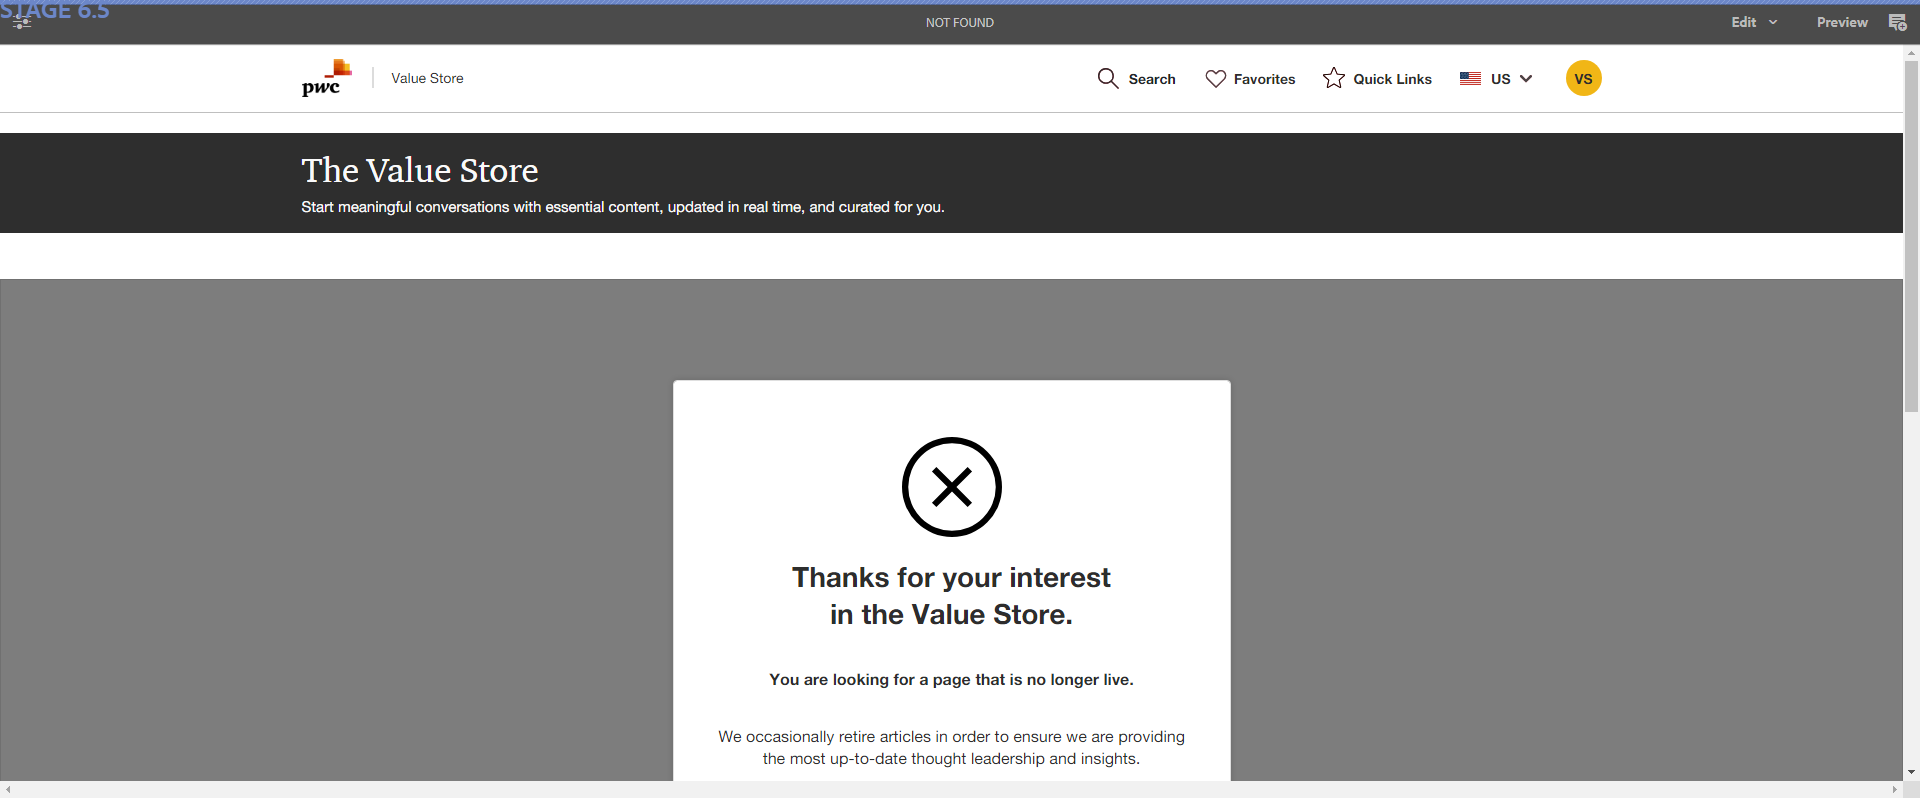 STAGE 6.5
NOT FOUND
Edit
Preview
pwc
Value Store
Search
Favorites
Quick Links
US
VS
The Value Store
Start meaningful conversations with essential content, updated in real time, and curated for you.
Thanks for your interest
in the Value Store.
You are looking for a page that is no longer live.
We occasionally retire articles in order to ensure we are providing
the most up-to-date thought leadership and insights.